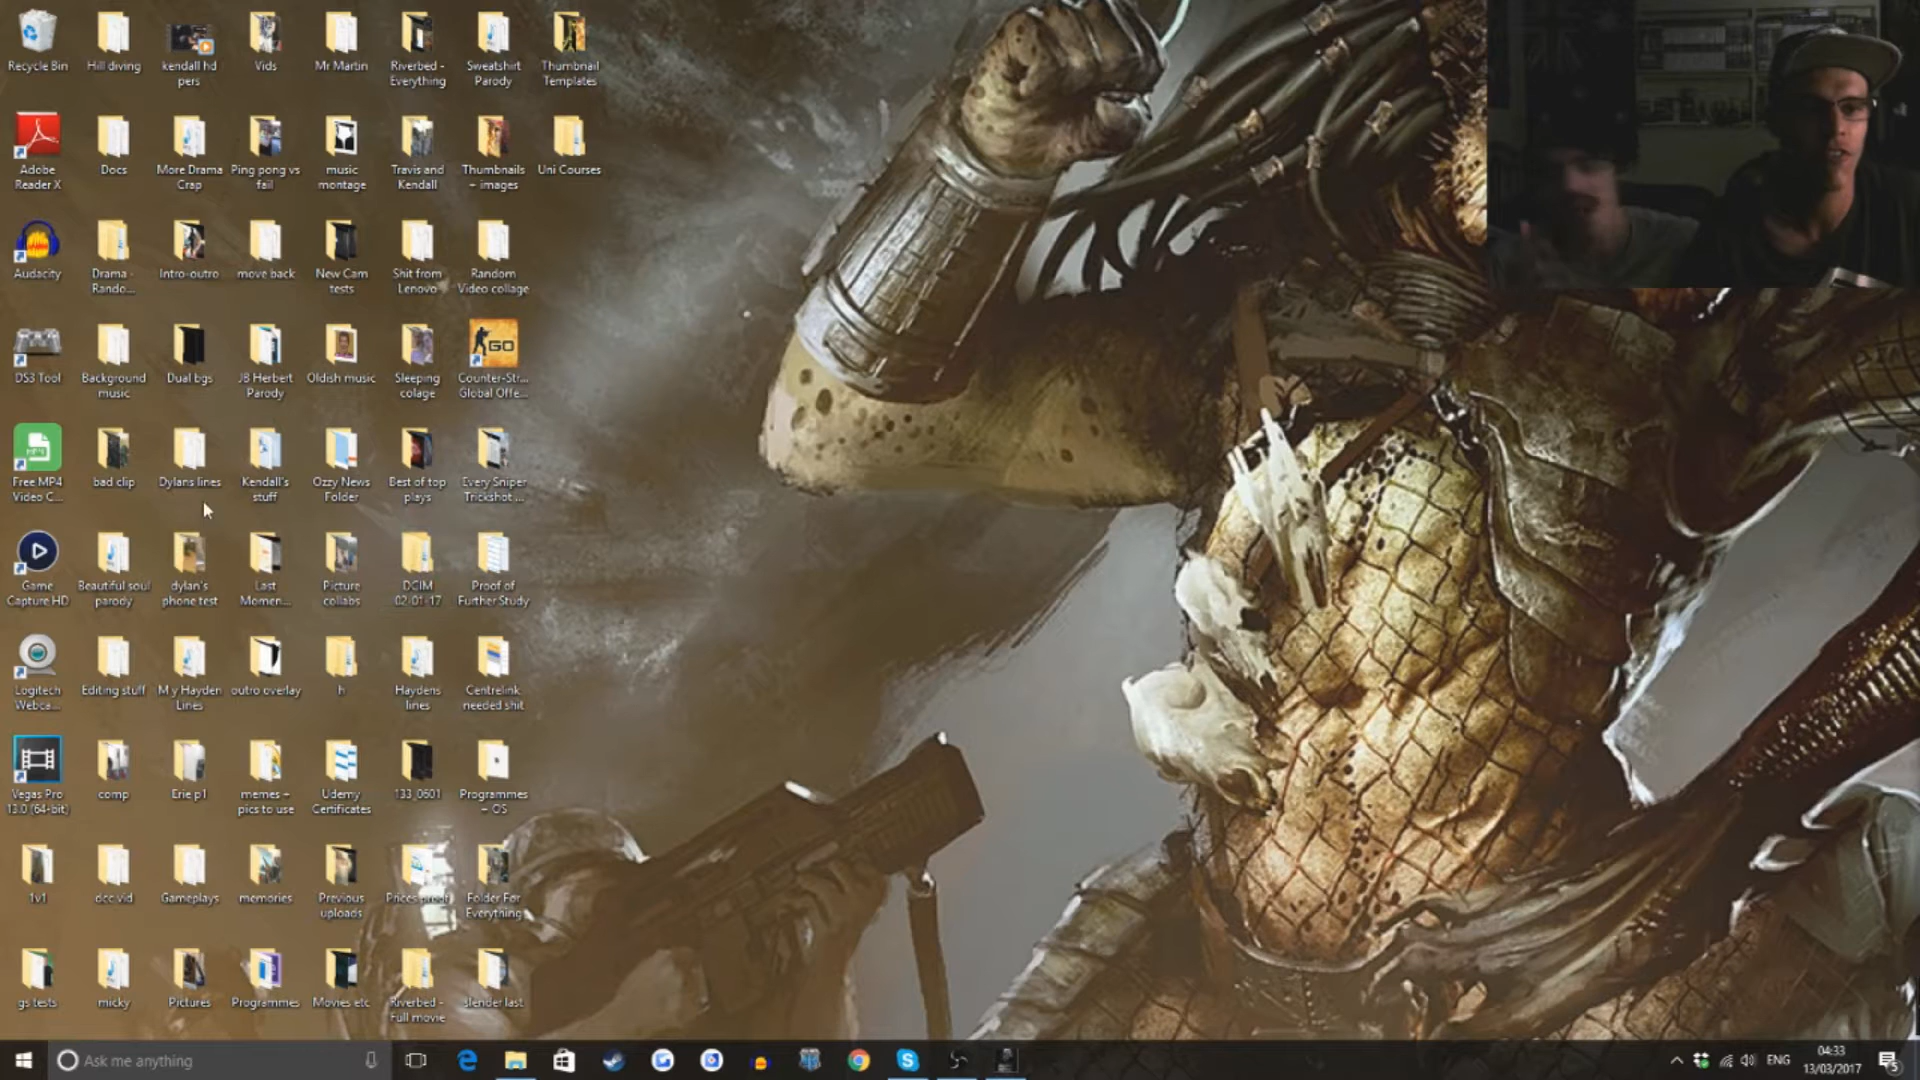 Recycle Bin
Hill diving
kendall hd
pers
Vids
Mr Martin
Riverbed -
Everything
Sweatshirt
Parody
Thumbnail
Templates
Adobe
Reader X
Docs
More Drama
Crap
Ping pong vs
fail
music
montage
Travis and
Kendall
Thumbnails
- images
Uni Courses
Audacity
Drama -
Rando...
Intro-outro
move back
New Cam
tests
Shit from
Lenovo
Random
Video collage
DS3 Tool
Background
music
Dual bgs
JB Herbert
Parody
Oldish music
Sleeping
colage
GO
Counter-Str...
Global Offe...
MP4
Free MP4
Video C...
bad clip
Dylans lines
Kendall's
stuff
Ozzy News
Folder
Best of top
plays
Every Sniper
Trickshot ...
Game
Capture HD
Beautiful soul
parody
dylan's
phone test
Last
Momen...
Picture
collabs
DCIM
02-01-17
Proof of
Further Study
Logitech
Webca...
Editing stuff
My Hayden
Lines
outro overlay
h
Haydens
lines
Centrelink
needed shit
Vegas Pro
13.0 (64-bit)
comp
Erie p1
memes -
pics to use
Udemy
Certificates
133_0601
Programmes
- OS
1v1
dcc vid
Gameplays
memories
Previous
uploads
Prices proof
Folder For
Everything
gs tests
micky
Pictures
Programmes
Movies etc
Riverbed -
Full movie
slender last
Ask me anything
ENG
04:33
13/03/2017
5